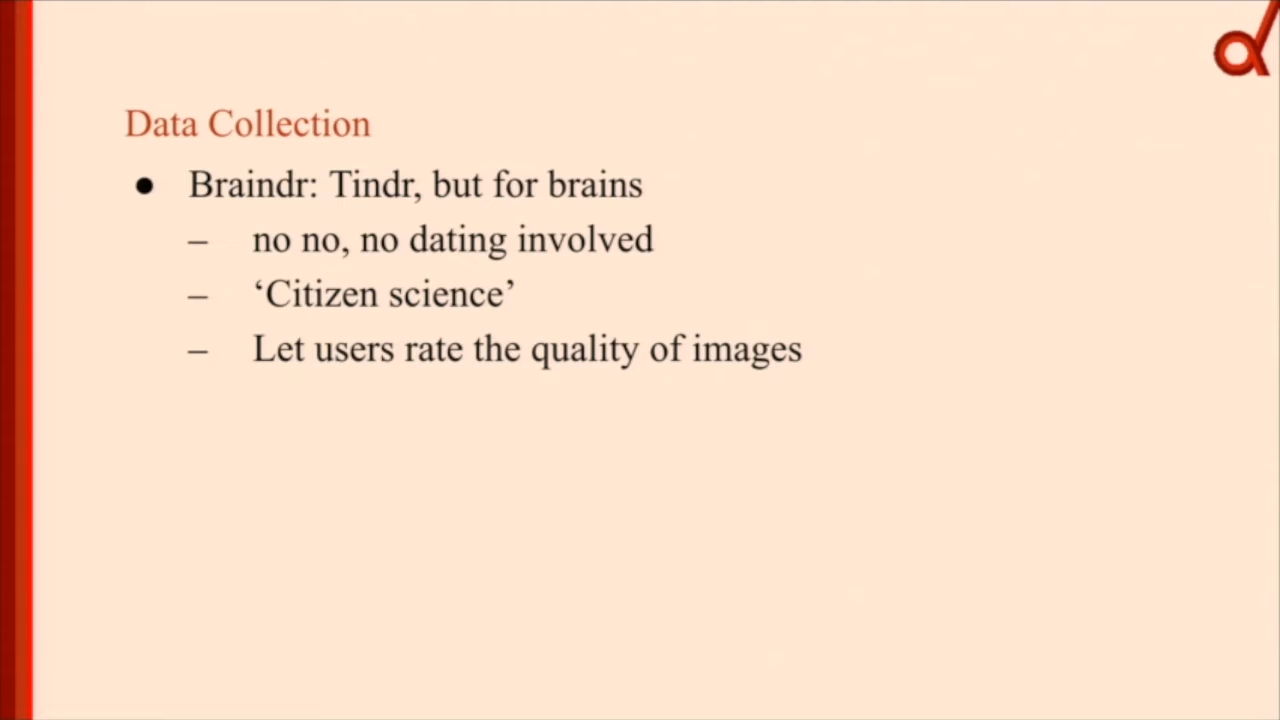 Data Collection
● Braindr: Tindr, but for brains
– no no, no dating involved
– ‘Citizen science’
– Let users rate the quality of images